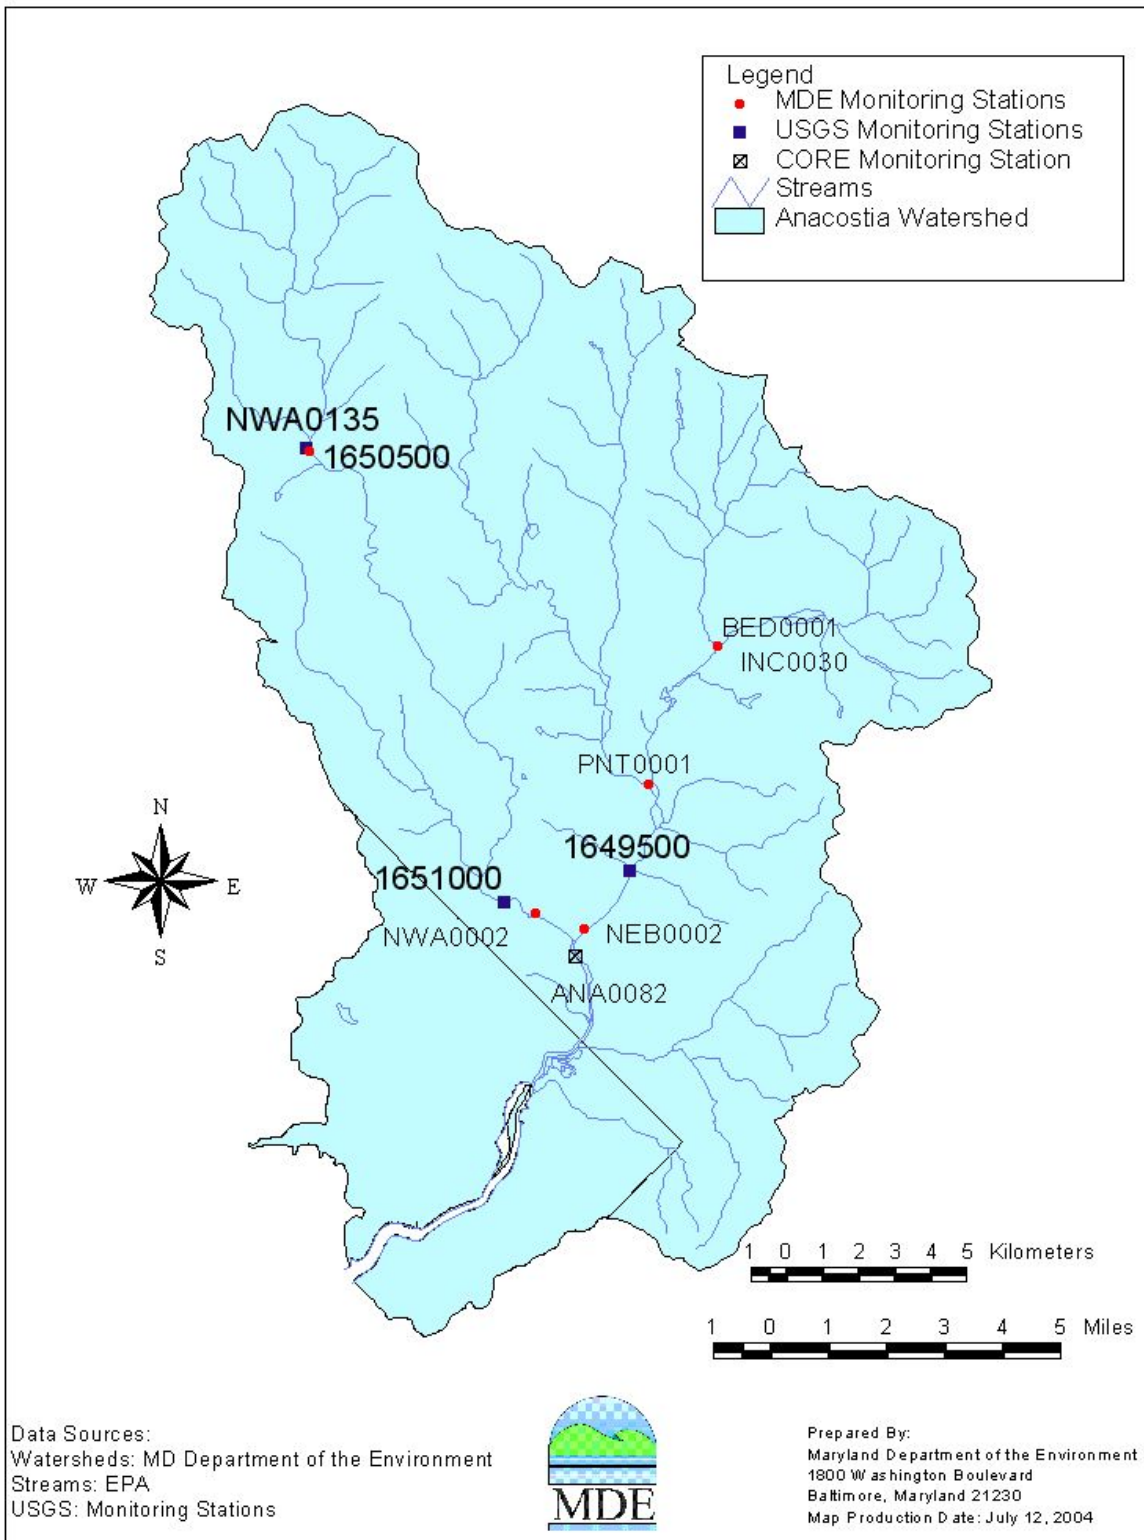 Legend
MDE Monitoring Stations
USGS Monitoring Stations
CORE Monitoring Station
Streams
Anacostia Watershed
NWA0135
1650500
BED0001
INC0030
PNT0001
1649500
1651000
NWA0002
NEB0002
ANA0082
N
W E
S
1 0 1 2 3 4 5 Kilometers
1 0 1 2 3 4 5 Miles
Data Sources:
Watersheds: MD Department of the Environment
Streams: EPA
USGS: Monitoring Stations
MDE
Prepared By:
Maryland Department of the Environment
1800 Washington Boulevard
Baltimore, Maryland 21230
Map Production Date: July 12, 2004